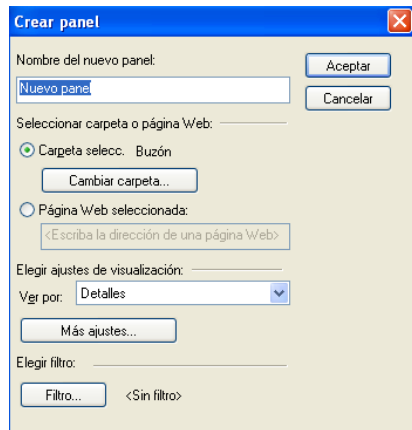 Crear panel
Nombre del nuevo panel:
Aceptar
Nuevo panel
Cancelar
Seleccionar carpeta o página Web:
Carpeta selecc. Buzón
Cambiar carpeta...
Página Web seleccionada:
<Escriba la dirección de una página Web>
Elegir ajustes de visualización:
Ver por: Detalles
Más ajustes...
Elegir filtro:
Filtro... <Sin filtro>